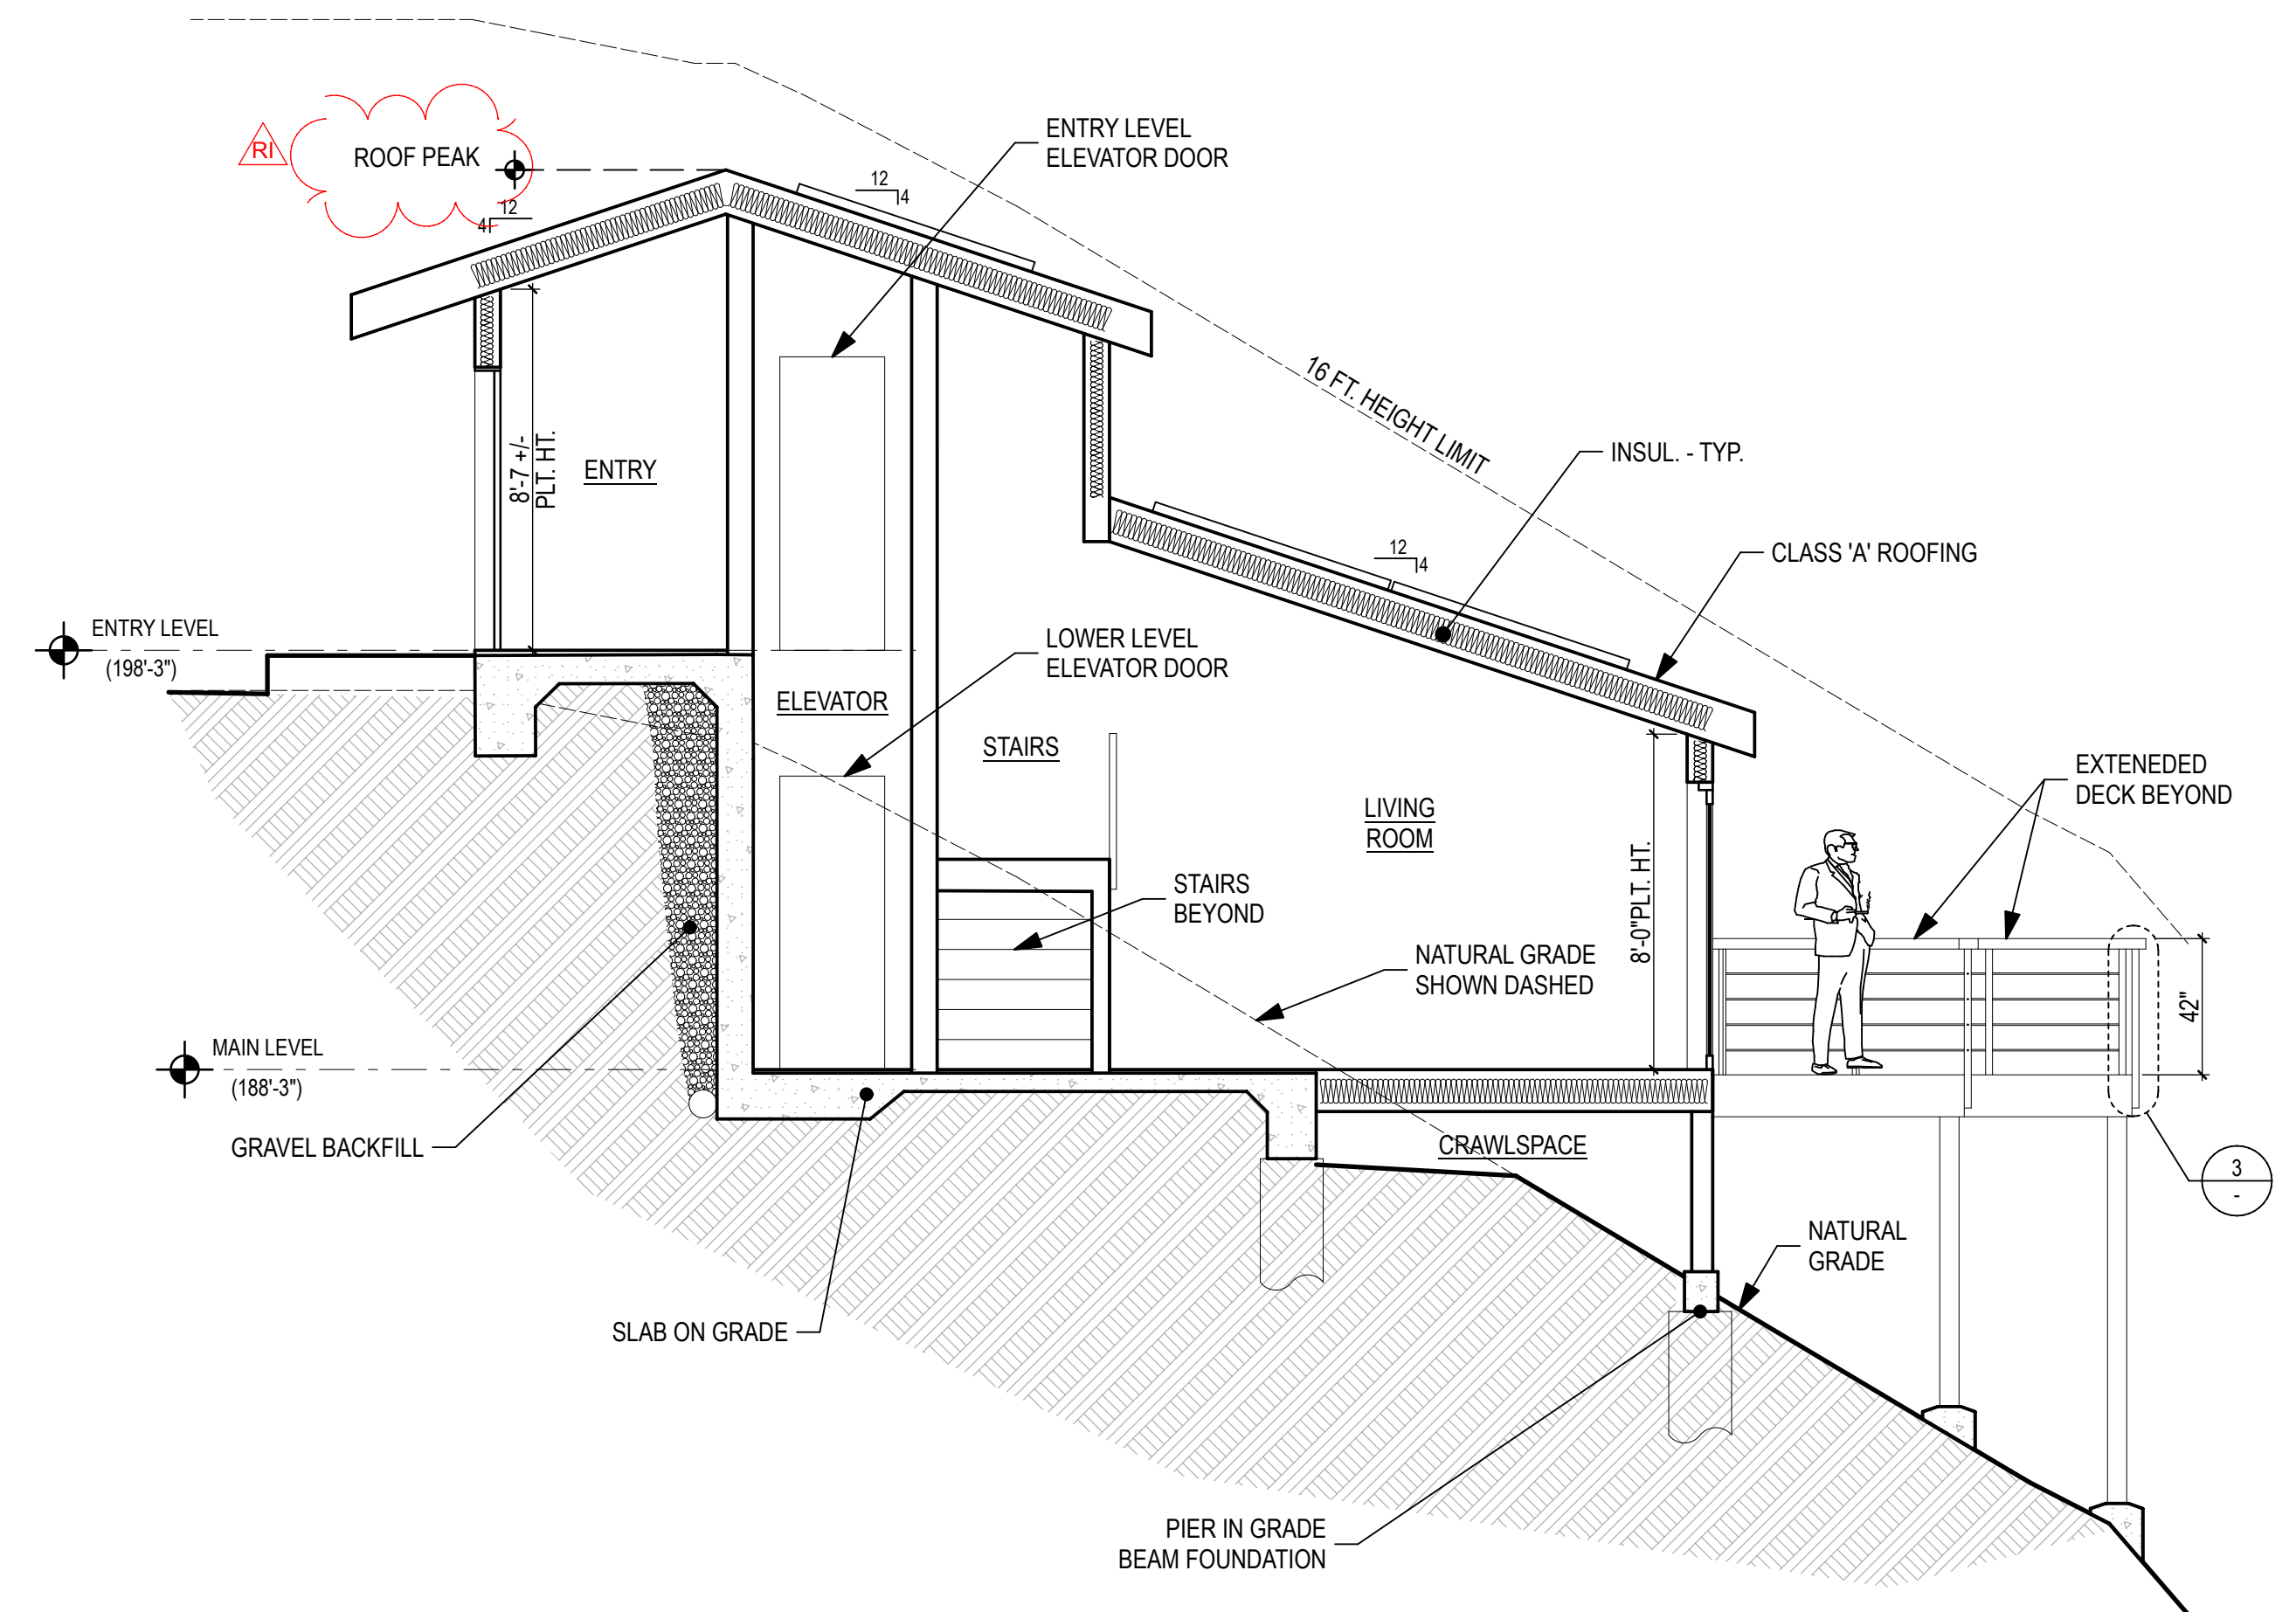 ENTRY LEVEL
ELEVATOR DOOR
RI
ROOF PEAK
12
4
12
4
16 FT. HEIGHT LIMIT
INSUL. - TYP.
8'-7 +/-
PLT. HT.
ENTRY
12
4
CLASS 'A' ROOFING
ENTRY LEVEL
(198'-3")
LOWER LEVEL
ELEVATOR DOOR
ELEVATOR
STAIRS
EXTENEDED
DECK BEYOND
LIVING
ROOM
8'-0"PLT. HT.
STAIRS
BEYOND
NATURAL GRADE
SHOWN DASHED
42"
MAIN LEVEL
(188'-3")
GRAVEL BACKFILL
CRAWLSPACE
3
-
NATURAL
GRADE
SLAB ON GRADE
PIER IN GRADE
BEAM FOUNDATION